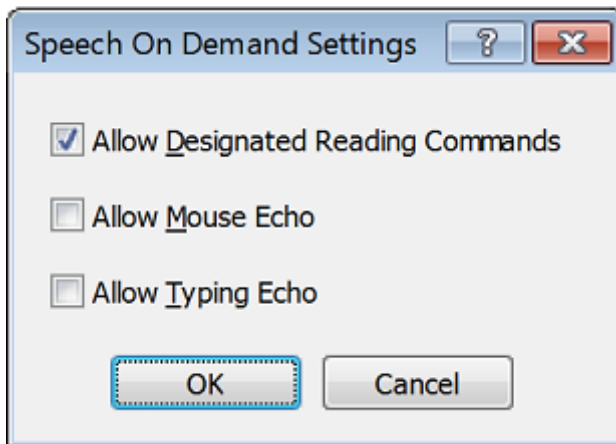 Speech On Demand Settings ?
Allow Designated Reading Commands
Allow Mouse Echo
Allow Typing Echo
OK Cancel